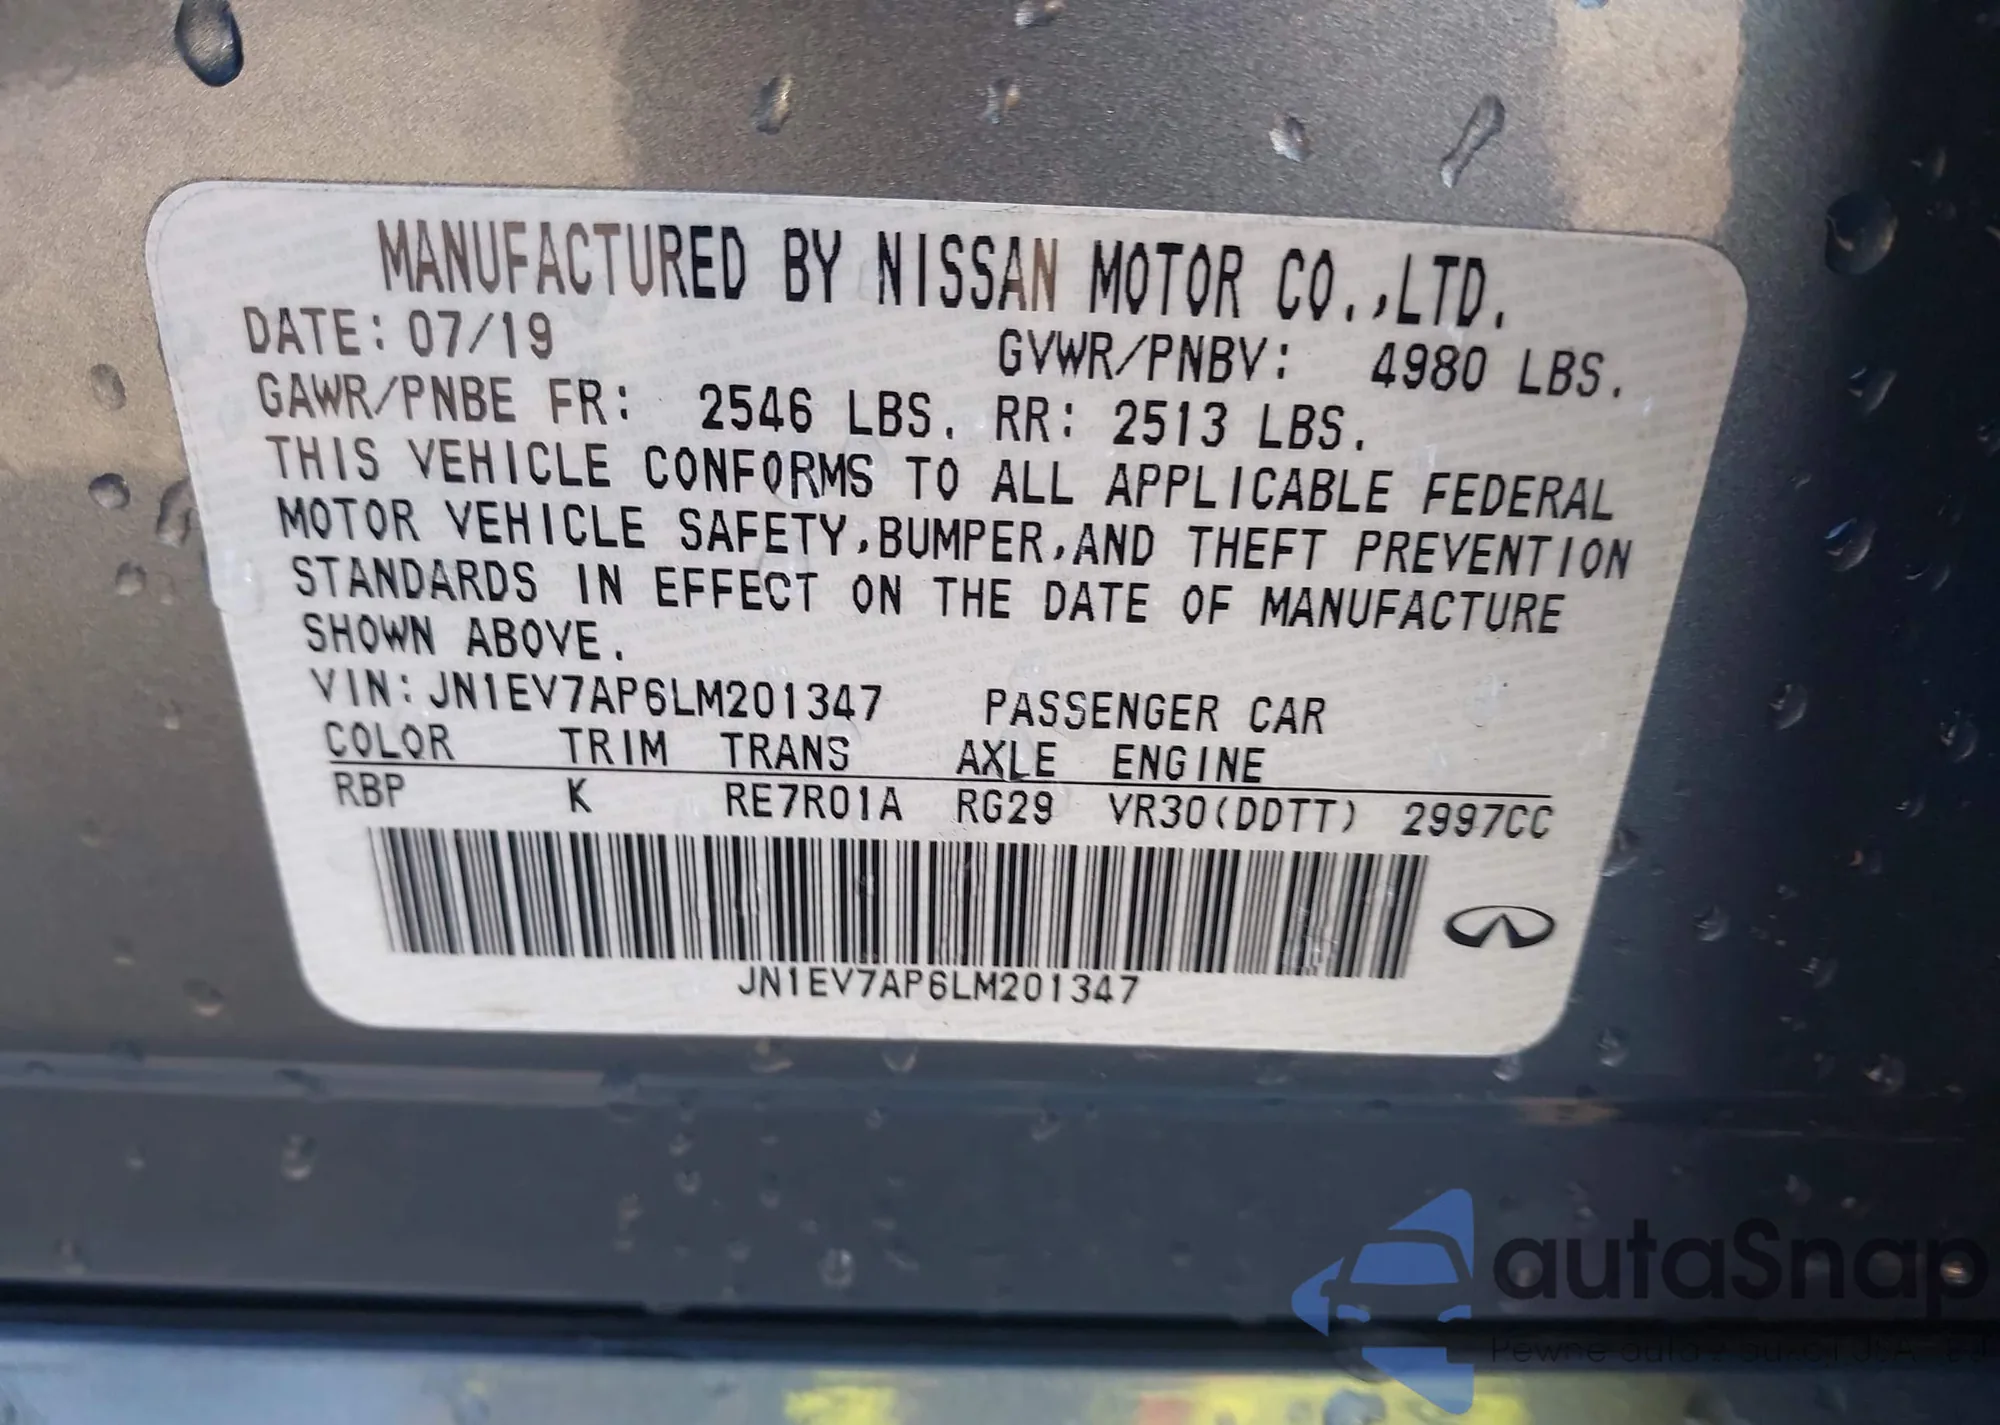 MANUFACTURED BY NISSAN MOTOR CO.,LTD.
DATE: 07/19 GVWR/PNBV: 4980 LBS.
GAWR/PNBE FR: 2546 LBS. RR: 2513 LBS.
THIS VEHICLE CONFORMS TO ALL APPLICABLE FEDERAL
MOTOR VEHICLE SAFETY,BUMPER,AND THEFT PREVENTION
STANDARDS IN EFFECT ON THE DATE OF MANUFACTURE
SHOWN ABOVE.
VIN:JN1EV7AP6LM201347 PASSENGER CAR
COLOR TRIM TRANS AXLE ENGINE
RBP K RE7R01A RG29 VR30(DDTT) 2997CC
JN1EV7AP6LM201347
autaSnap
Pewne auto z